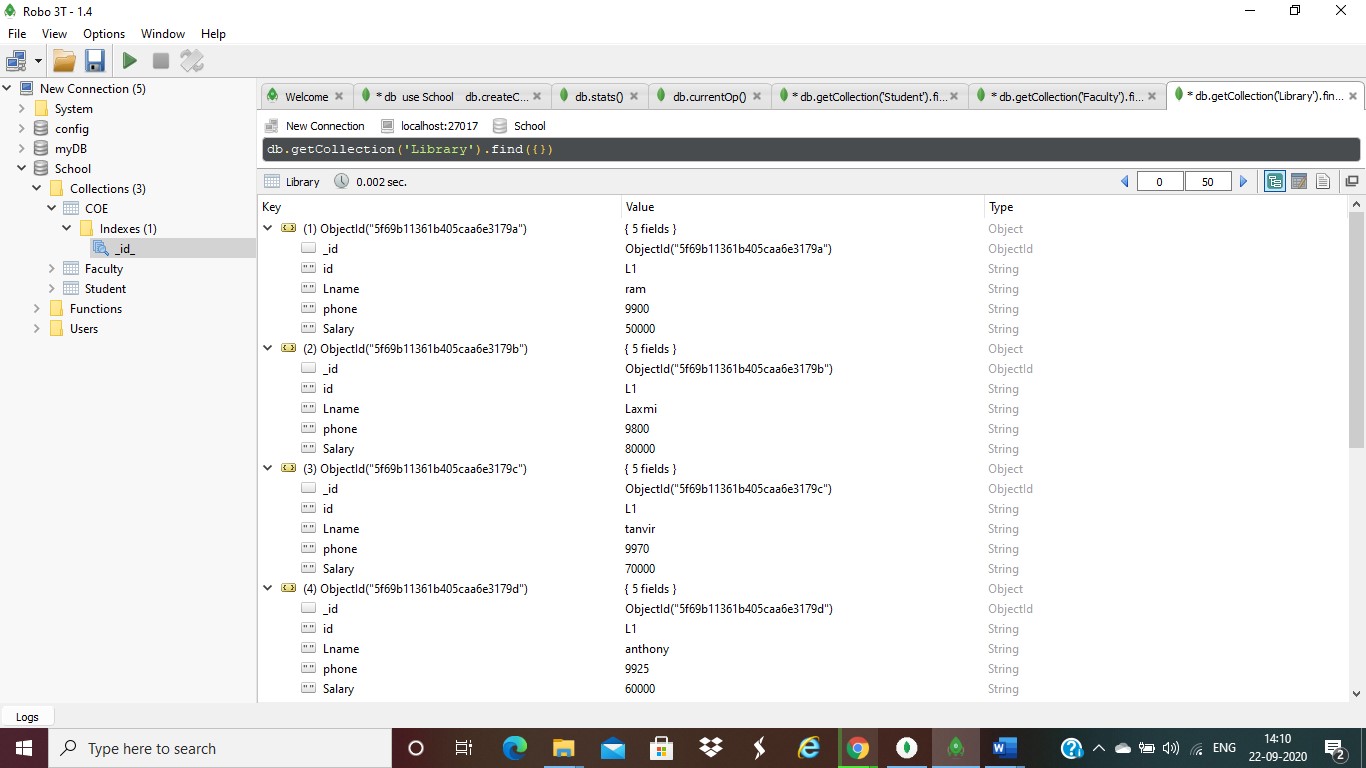 Robo 3T - 1.4
File View Options Window Help
New Connection (5)
System
config
myDB
School
Collections (3)
COE
Indexes (1)
_id_
Faculty
Student
Functions
Users
Welcome * db use School db.createC... db.stats() db.currentOp() * db.getCollection('Student').fi... * db.getCollection('Faculty').fi... * db.getCollection('Library').fin...
New Connection localhost:27017 School
db.getCollection('Library').find({})
Library 0.002 sec. 0 50
Key Value Type
(1) ObjectId("5f69b11361b405caa6e3179a") { 5 fields } Object
_id ObjectId("5f69b11361b405caa6e3179a") ObjectId
"" id L1 String
"" Lname ram String
"" phone 9900 String
"" Salary 50000 String
(2) ObjectId("5f69b11361b405caa6e3179b") { 5 fields } Object
_id ObjectId("5f69b11361b405caa6e3179b") ObjectId
"" id L1 String
"" Lname Laxmi String
"" phone 9800 String
"" Salary 80000 String
(3) ObjectId("5f69b11361b405caa6e3179c") { 5 fields } Object
_id ObjectId("5f69b11361b405caa6e3179c") ObjectId
"" id L1 String
"" Lname tanvir String
"" phone 9970 String
"" Salary 70000 String
(4) ObjectId("5f69b11361b405caa6e3179d") { 5 fields } Object
_id ObjectId("5f69b11361b405caa6e3179d") ObjectId
"" id L1 String
"" Lname anthony String
"" phone 9925 String
"" Salary 60000 String
Logs
Type here to search
ENG
14:10
22-09-2020
2